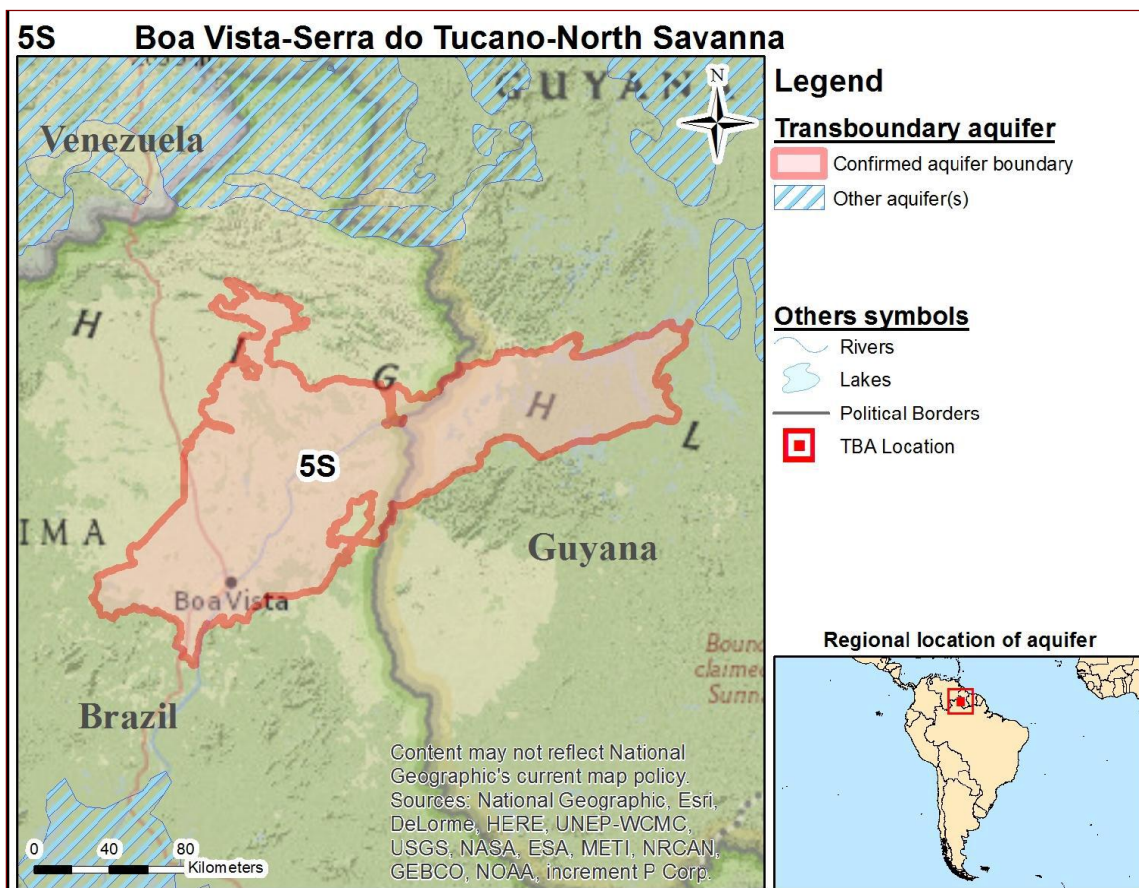 5S Boa Vista-Serra do Tucano-North Savanna
GUYAN
N
Venezuela
H
I
G
H
L
5S
IMA
Guyana
Boa Vista
Boun
claimed
Surin
Brazil
Content may not reflect National
Geographic's current map policy.
Sources: National Geographic, Esri,
DeLorme, HERE, UNEP-WCMC,
USGS, NASA, ESA, METI, NRCAN,
GEBCO, NOAA, increment P Corp.
0 40 80
Kilometers
Legend
Transboundary aquifer
Confirmed aquifer boundary
Other aquifer(s)
Others symbols
Rivers
Lakes
Political Borders
TBA Location
Regional location of aquifer